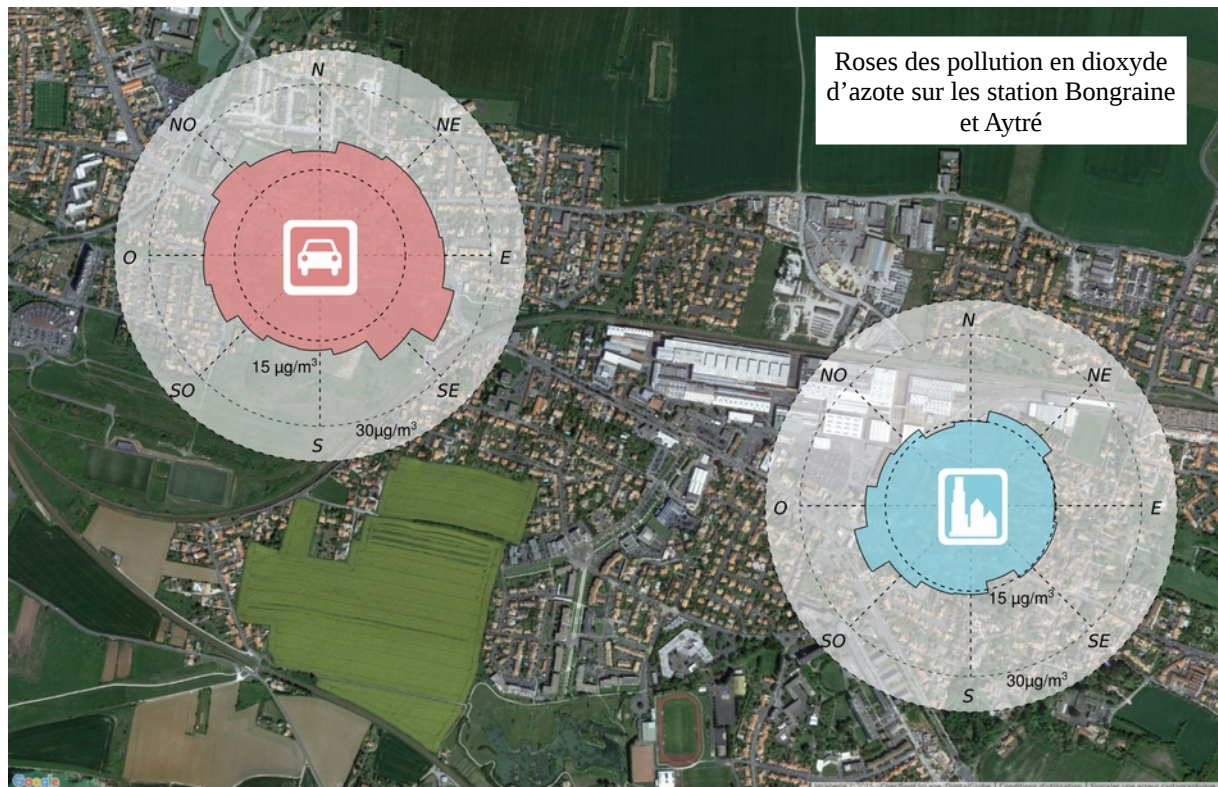 Roses des pollution en dioxyde
d’azote sur les station Bongraine
et Aytré
N
NO
NE
O
E
15 µg/m³
SO
SE
30µg/m³
S
N
NO
NE
O
E
15 µg/m³
SO
SE
30µg/m³
S
Google